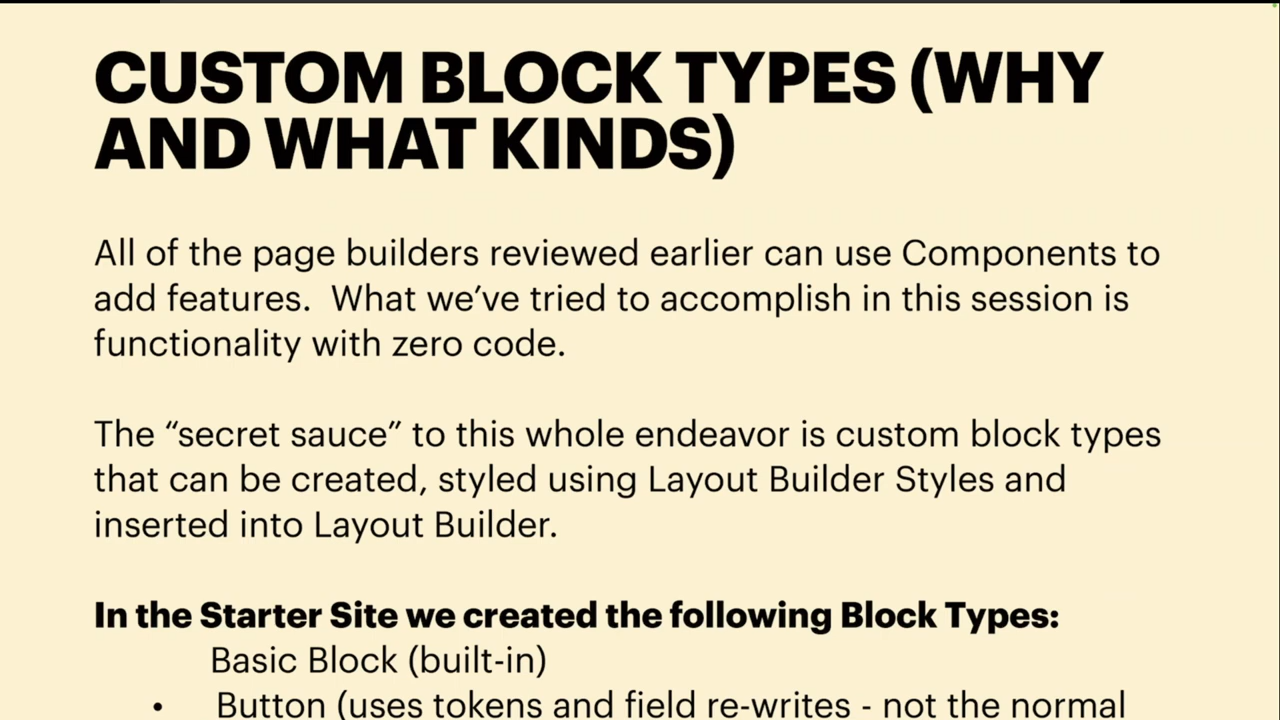 CUSTOM BLOCK TYPES (WHY
AND WHAT KINDS)
All of the page builders reviewed earlier can use Components to
add features.  What we’ve tried to accomplish in this session is
functionality with zero code.
The “secret sauce” to this whole endeavor is custom block types
that can be created, styled using Layout Builder Styles and
inserted into Layout Builder.
In the Starter Site we created the following Block Types:
Basic Block (built-in)
• Button (uses tokens and field re-writes - not the normal